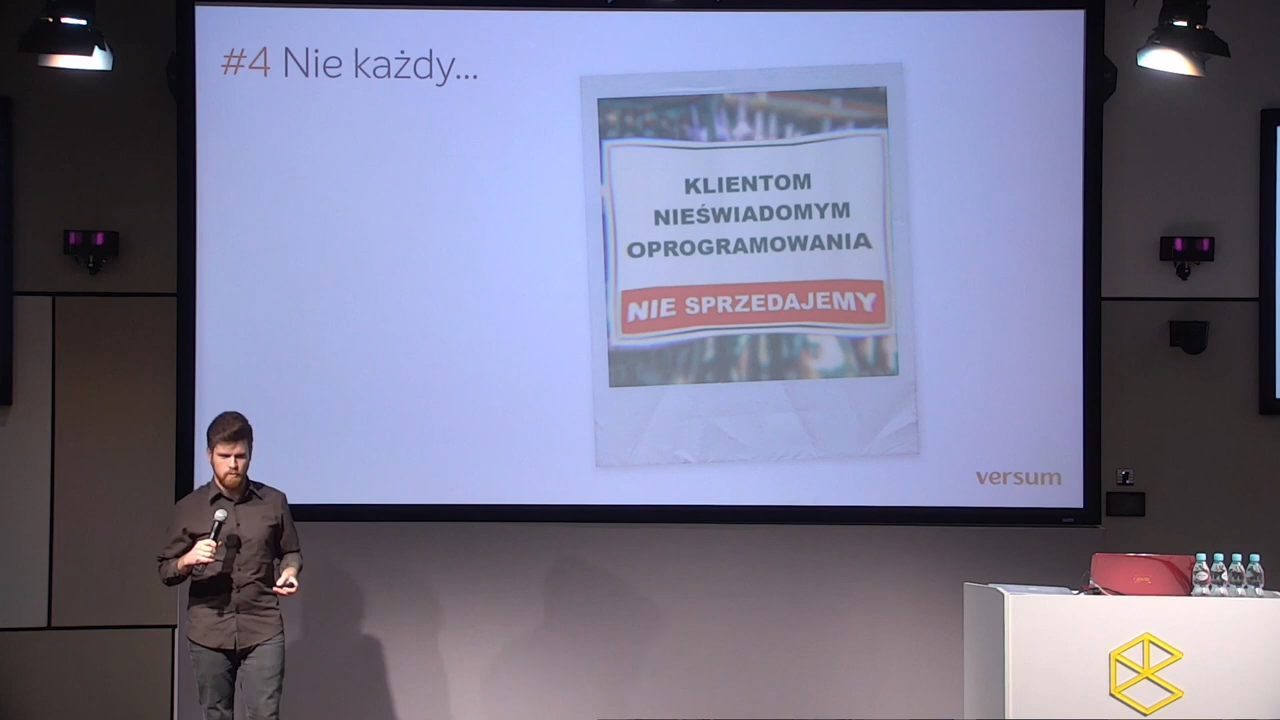 #4 Nie każdy...
KLIENTOM
NIEŚWIADOMYM
OPROGRAMOWANIA
NIE SPRZEDAJEMY
versum